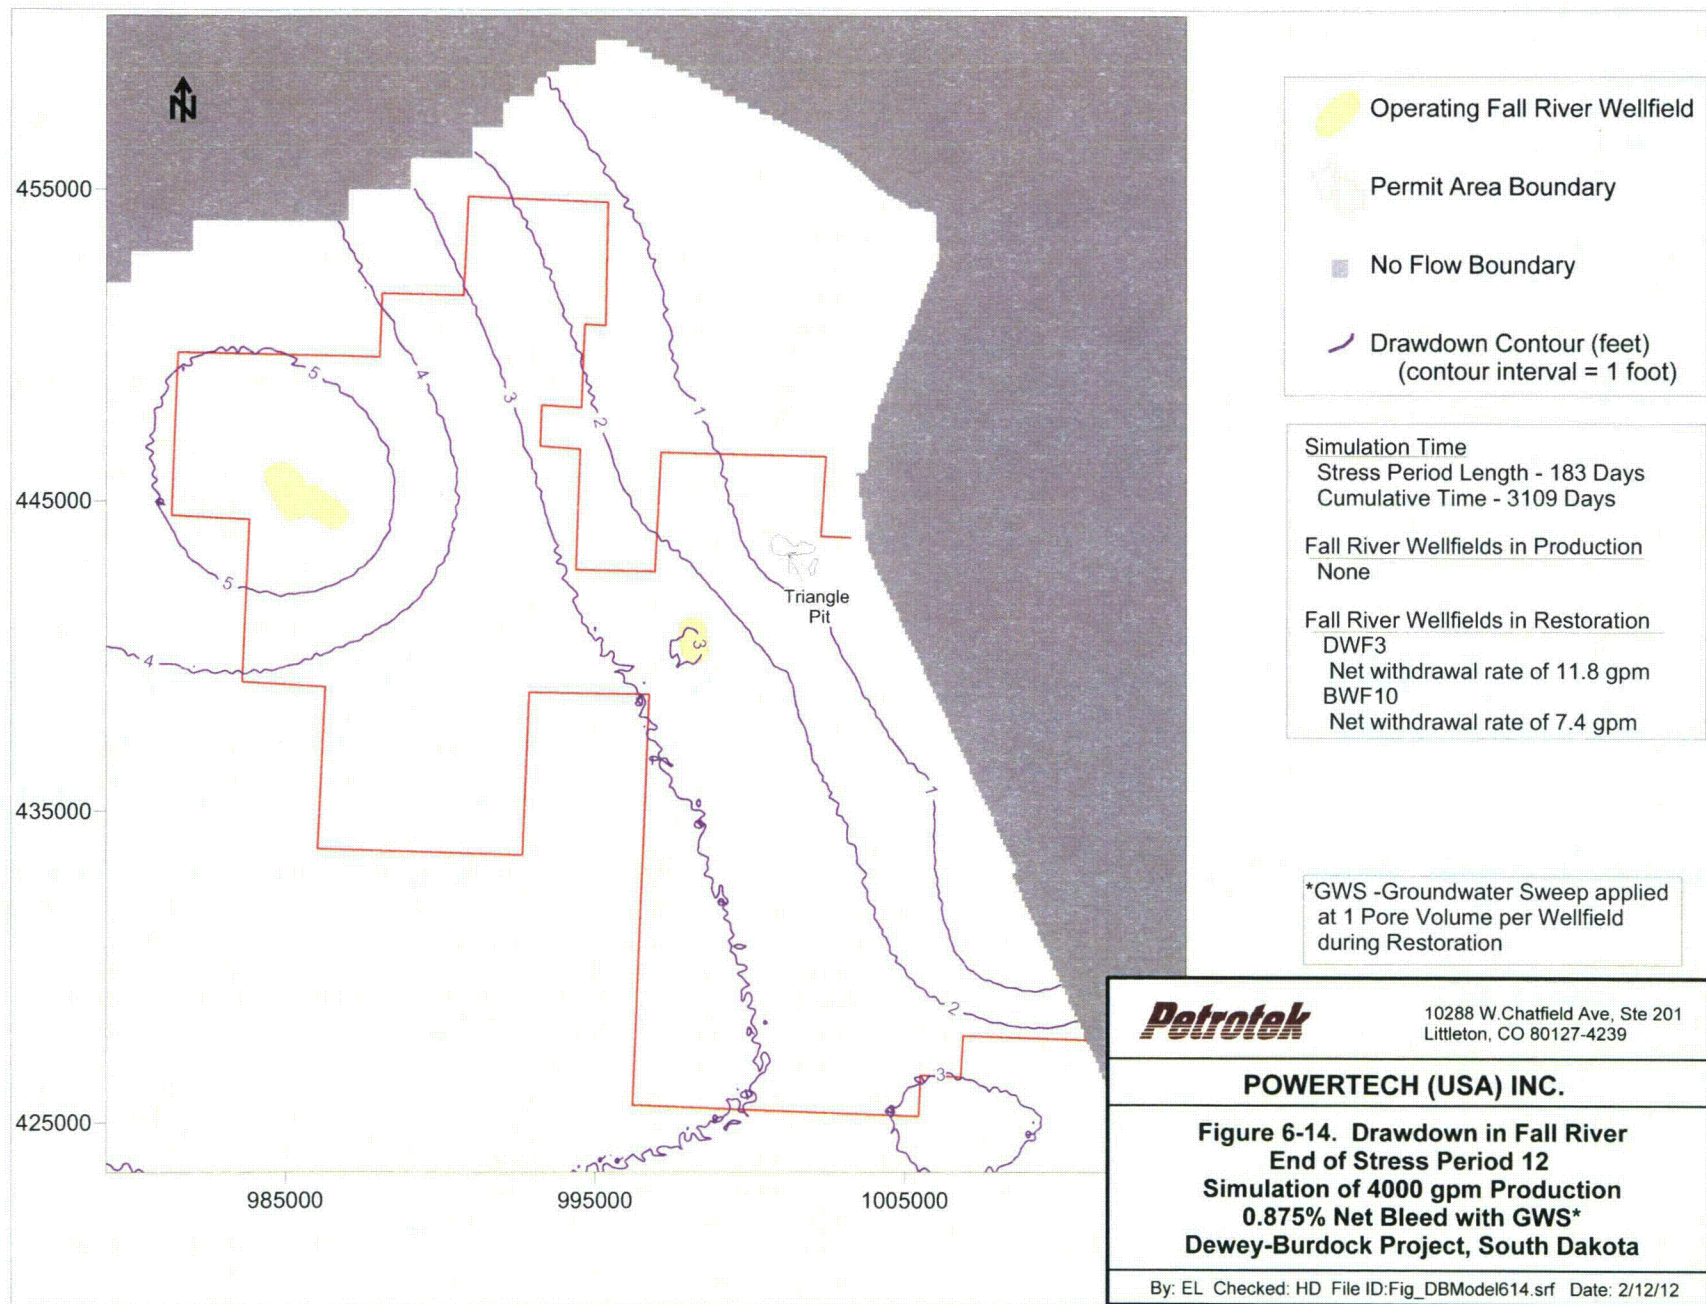 N
455000
445000
435000
425000
985000
995000
1005000
5
4
3
2
1
5
4
3
1
2
3
Triangle
Pit
Operating Fall River Wellfield
Permit Area Boundary
No Flow Boundary
Drawdown Contour (feet)
(contour interval = 1 foot)
Simulation Time
Stress Period Length - 183 Days
Cumulative Time - 3109 Days
Fall River Wellfields in Production
None
Fall River Wellfields in Restoration
DWF3
Net withdrawal rate of 11.8 gpm
BWF10
Net withdrawal rate of 7.4 gpm
*GWS -Groundwater Sweep applied
at 1 Pore Volume per Wellfield
during Restoration
Petrotek
10288 W.Chatfield Ave, Ste 201
Littleton, CO 80127-4239
POWERTECH (USA) INC.
Figure 6-14. Drawdown in Fall River
End of Stress Period 12
Simulation of 4000 gpm Production
0.875% Net Bleed with GWS*
Dewey-Burdock Project, South Dakota
By: EL Checked: HD File ID:Fig_DBModel614.srf Date: 2/12/12